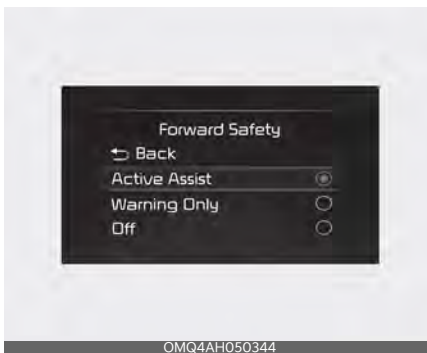 Forward Safety
Back
Active Assist
Warning Only
Off
OMQ4AH050344